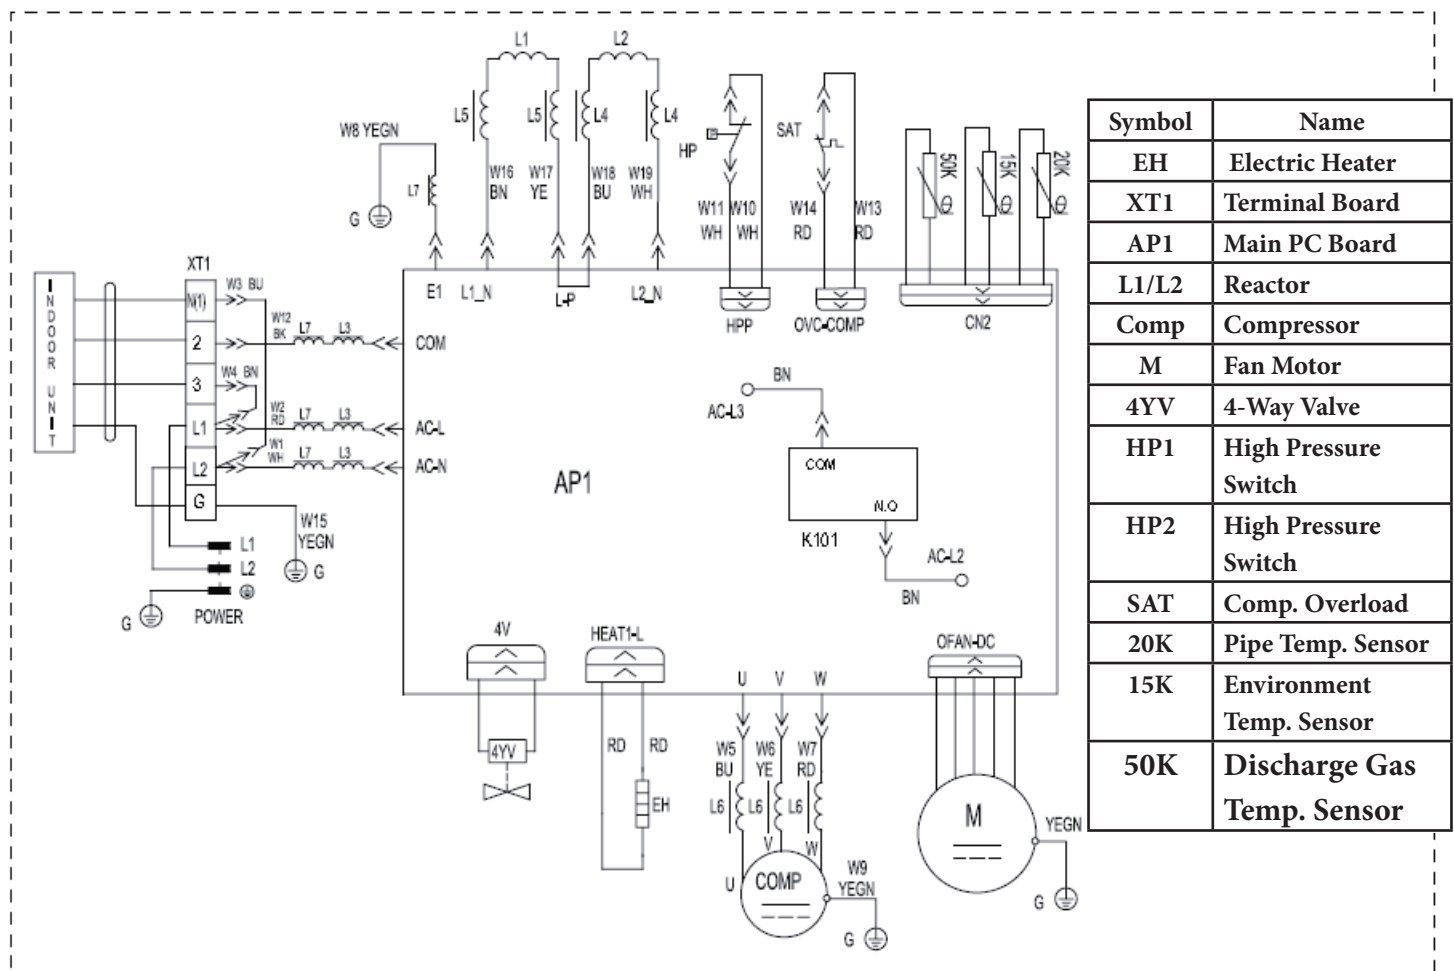 L1
L2
L5
L5
L4
L4
W8 YEGN
L7
G
W16
BN
W17
YE
W18
BU
W19
WH
HP
P
W11
WH
W10
WH
SAT
W14
RD
W13
RD
50K
θ
15K
θ
20K
θ
E1
L1_N
L-P
L2_N
HPP
OVC-COMP
CN2
INDOOR UNIT
XT1
N(1)
2
3
L1
L2
G
W3 BU
W12
BK
L7
L3
COM
W4 BN
W2
RD
L7
L3
AC-L
W1
WH
L7
L3
AC-N
W15
YEGN
G
L1
L2
G
POWER
AP1
BN
AC-L3
COM
N.O
K101
AC-L2
BN
4V
HEAT1-L
U
V
W
OFAN-DC
4YV
RD
RD
EH
W5
BU
W6
YE
W7
RD
L6
L6
L6
U
V
W
COMP
W9
YEGN
G
M
YEGN
G
Symbol Name
EH Electric Heater
XT1 Terminal Board
AP1 Main PC Board
L1/L2 Reactor
Comp Compressor
M Fan Motor
4YV 4-Way Valve
HP1 High Pressure
Switch
HP2 High Pressure
Switch
SAT Comp. Overload
20K Pipe Temp. Sensor
15K Environment
Temp. Sensor
50K Discharge Gas
Temp. Sensor